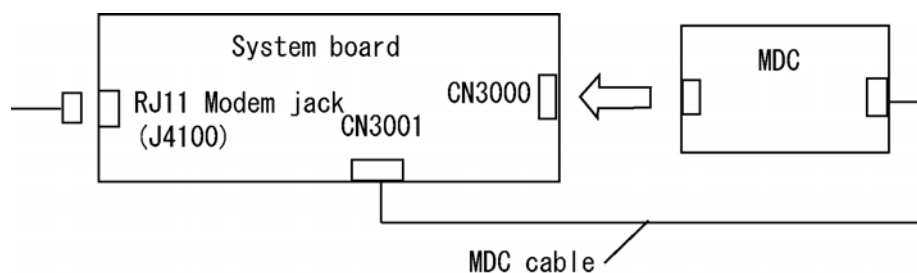 System board
MDC
RJ11 Modem jack
(J4100)
CN3000
CN3001
MDC cable